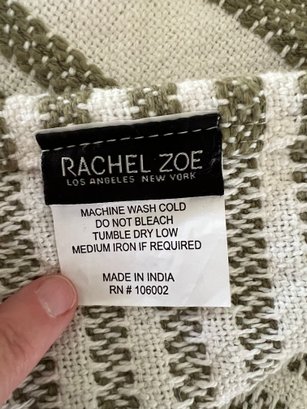 RACHEL ZOE
LOS ANGELES NEW YORK
MACHINE WASH COLD
DO NOT BLEACH
TUMBLE DRY LOW
MEDIUM IRON IF REQUIRED
MADE IN INDIA
RN # 106002